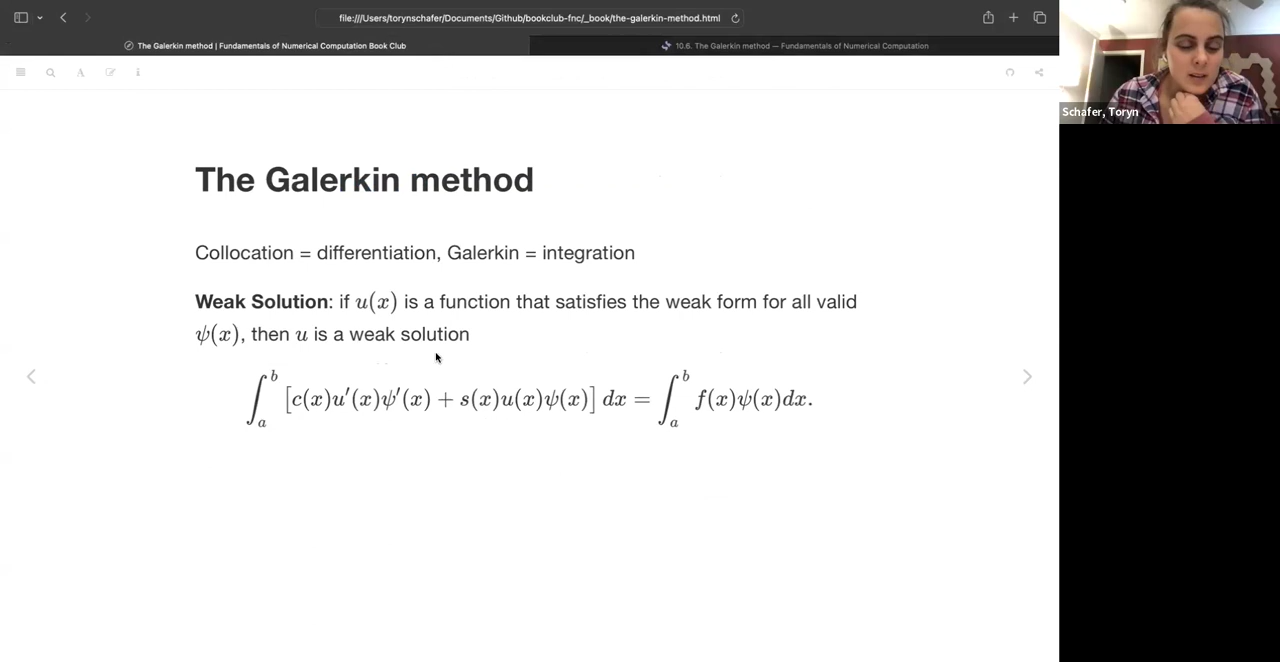 file:///Users/torynschafer/Documents/Github/bookclub-fnc/_book/the-galerkin-method.html
The Galerkin method | Fundamentals of Numerical Computation Book Club
10.6. The Galerkin method — Fundamentals of Numerical Computation
Schafer, Toryn
The Galerkin method
Collocation = differentiation, Galerkin = integration
Weak Solution: if u(x) is a function that satisfies the weak form for all valid
ψ(x), then u is a weak solution
∫_a^b [c(x)u′(x)ψ′(x) + s(x)u(x)ψ(x)] dx = ∫_a^b f(x)ψ(x)dx.